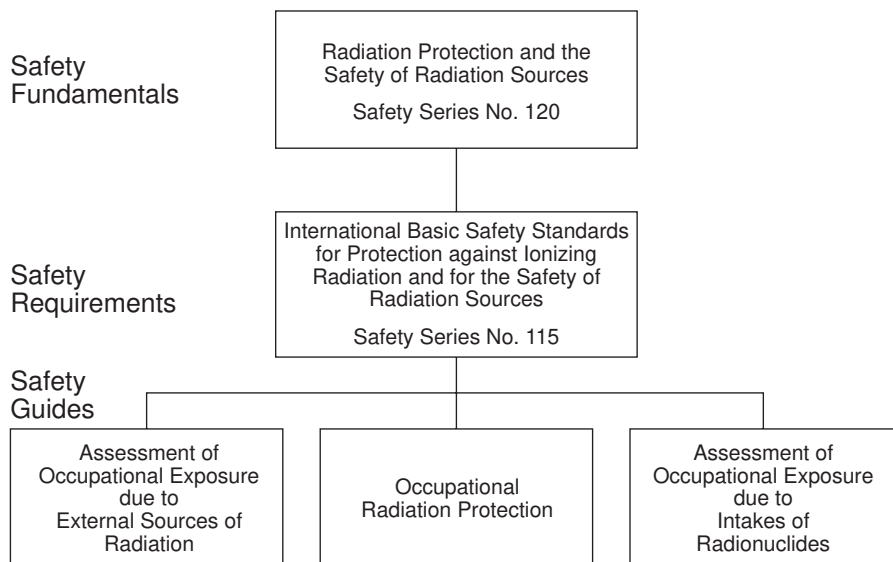 Safety
Fundamentals
Radiation Protection and the
Safety of Radiation Sources
Safety Series No. 120
Safety
Requirements
International Basic Safety Standards
for Protection against Ionizing
Radiation and for the Safety of
Radiation Sources
Safety Series No. 115
Safety
Guides
Assessment of
Occupational Exposure
due to
External Sources of
Radiation
Occupational
Radiation Protection
Assessment of
Occupational Exposure
due to
Intakes of
Radionuclides